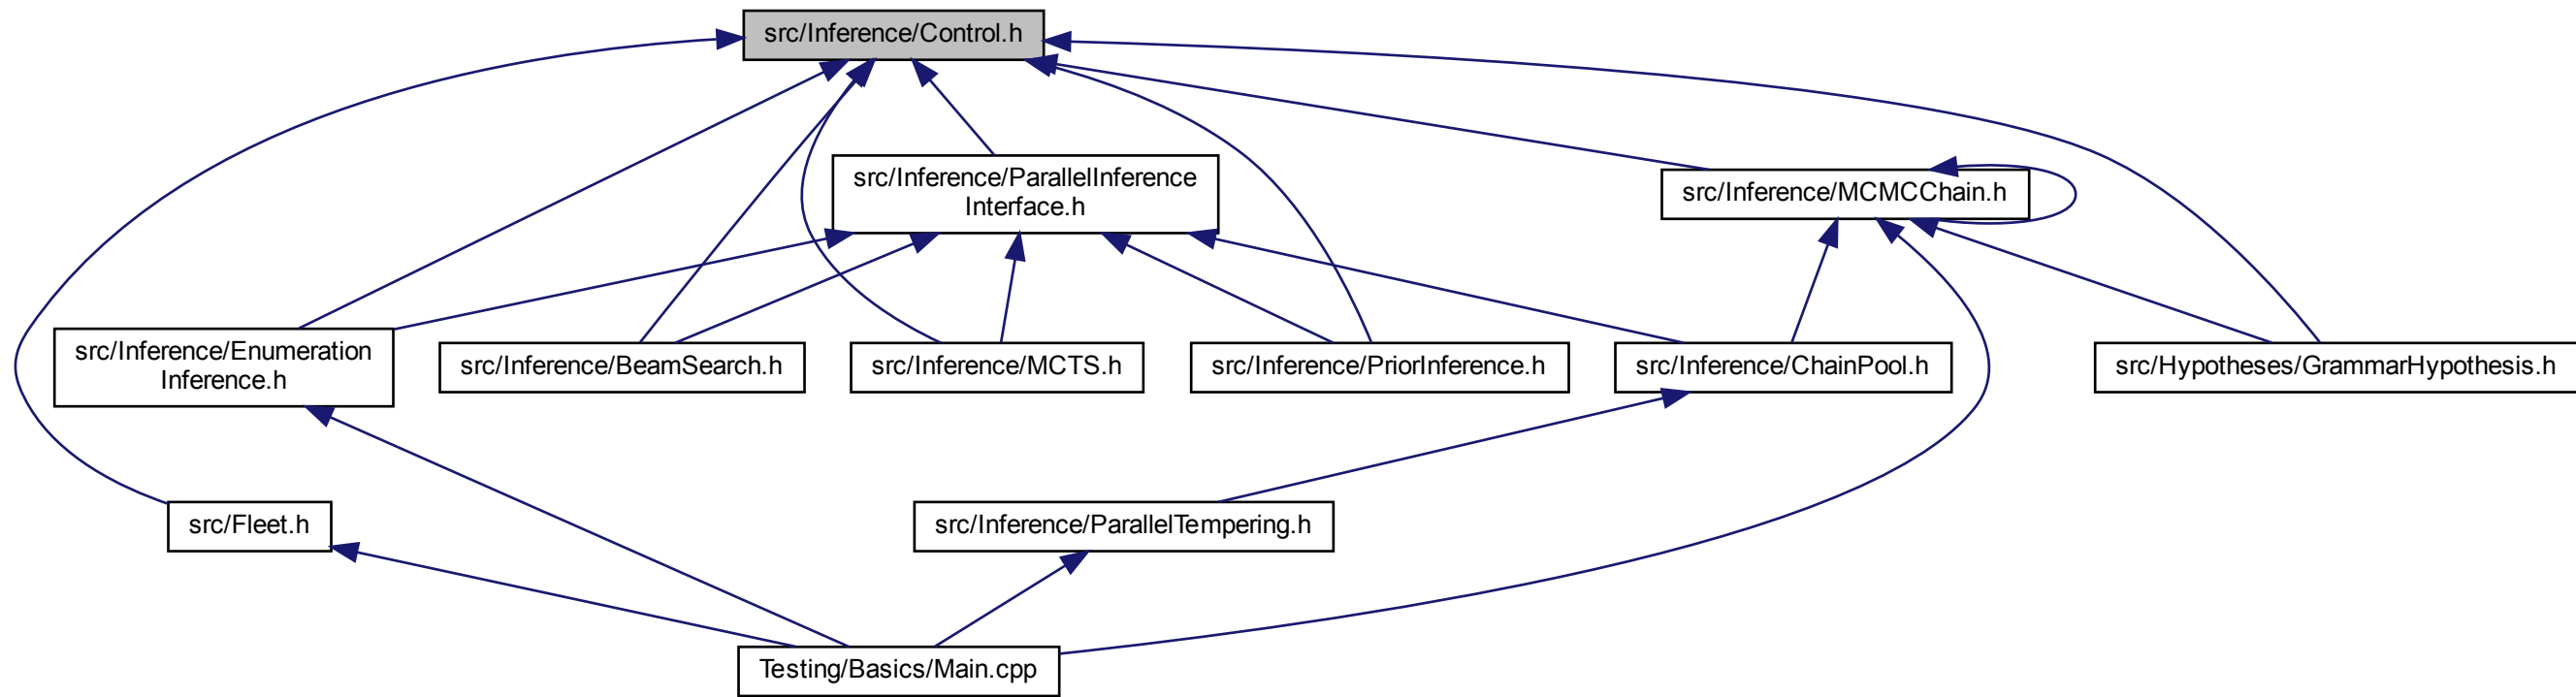 src/Inference/Control.h
src/Inference/ParallelInference
Interface.h
src/Inference/MCMCChain.h
src/Inference/Enumeration
Inference.h
src/Inference/BeamSearch.h
src/Inference/MCTS.h
src/Inference/PriorInference.h
src/Inference/ChainPool.h
src/Hypotheses/GrammarHypothesis.h
src/Fleet.h
src/Inference/ParallelTempering.h
Testing/Basics/Main.cpp